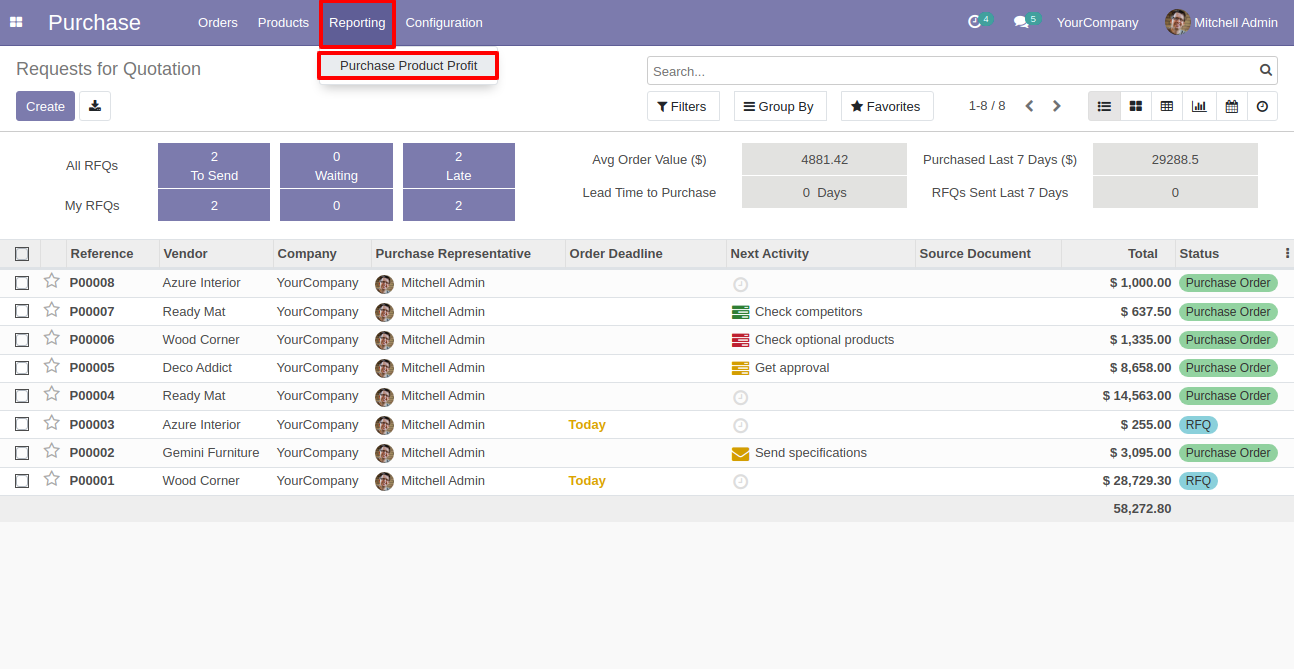 Purchase Orders Products Reporting Configuration 4 5 YourCompany Mitchell Admin
Purchase Product Profit
Requests for Quotation Search...
Create Filters Group By Favorites 1-8 / 8
All RFQs 2 To Send 0 Waiting 2 Late Avg Order Value ($) 4881.42 Purchased Last 7 Days ($) 29288.5
My RFQs 2 0 2 Lead Time to Purchase 0 Days RFQs Sent Last 7 Days 0
Reference Vendor Company Purchase Representative Order Deadline Next Activity Source Document Total Status
P00008 Azure Interior YourCompany Mitchell Admin $ 1,000.00 Purchase Order
P00007 Ready Mat YourCompany Mitchell Admin Check competitors $ 637.50 Purchase Order
P00006 Wood Corner YourCompany Mitchell Admin Check optional products $ 1,335.00 Purchase Order
P00005 Deco Addict YourCompany Mitchell Admin Get approval $ 8,658.00 Purchase Order
P00004 Ready Mat YourCompany Mitchell Admin $ 14,563.00 Purchase Order
P00003 Azure Interior YourCompany Mitchell Admin Today $ 255.00 RFQ
P00002 Gemini Furniture YourCompany Mitchell Admin Send specifications $ 3,095.00 Purchase Order
P00001 Wood Corner YourCompany Mitchell Admin Today $ 28,729.30 RFQ
58,272.80